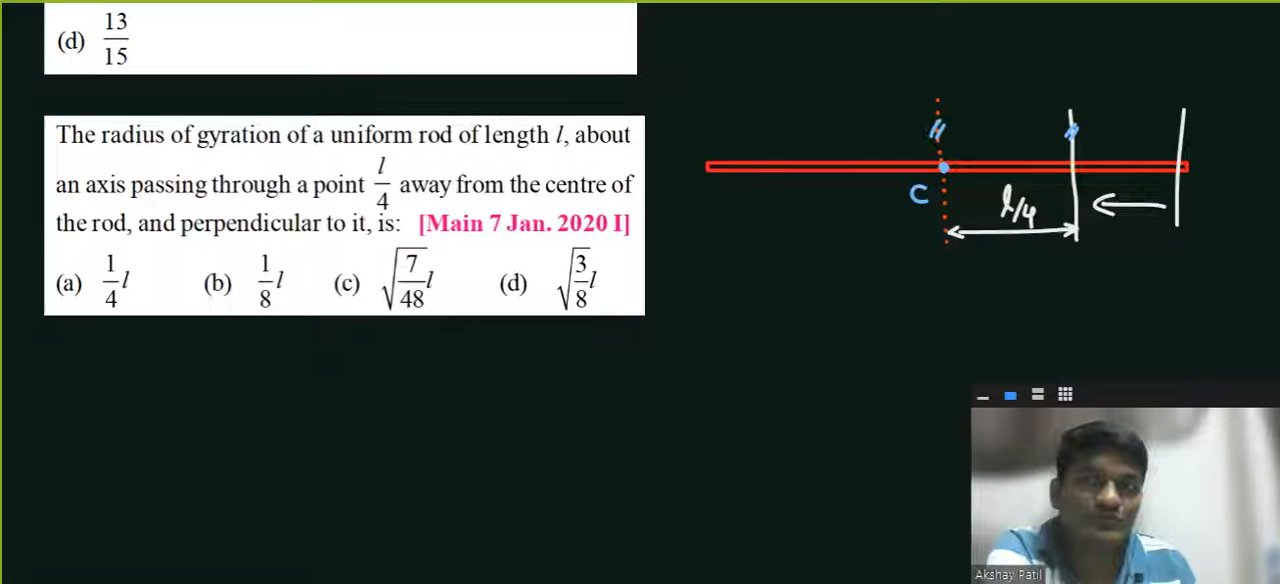 (d) 13/15
The radius of gyration of a uniform rod of length l, about
an axis passing through a point l/4 away from the centre of
the rod, and perpendicular to it, is: [Main 7 Jan. 2020 I]
(a) 1/4 l (b) 1/8 l (c) √(7/48) l (d) √(3/8) l
C
l/4
Akshay Patil